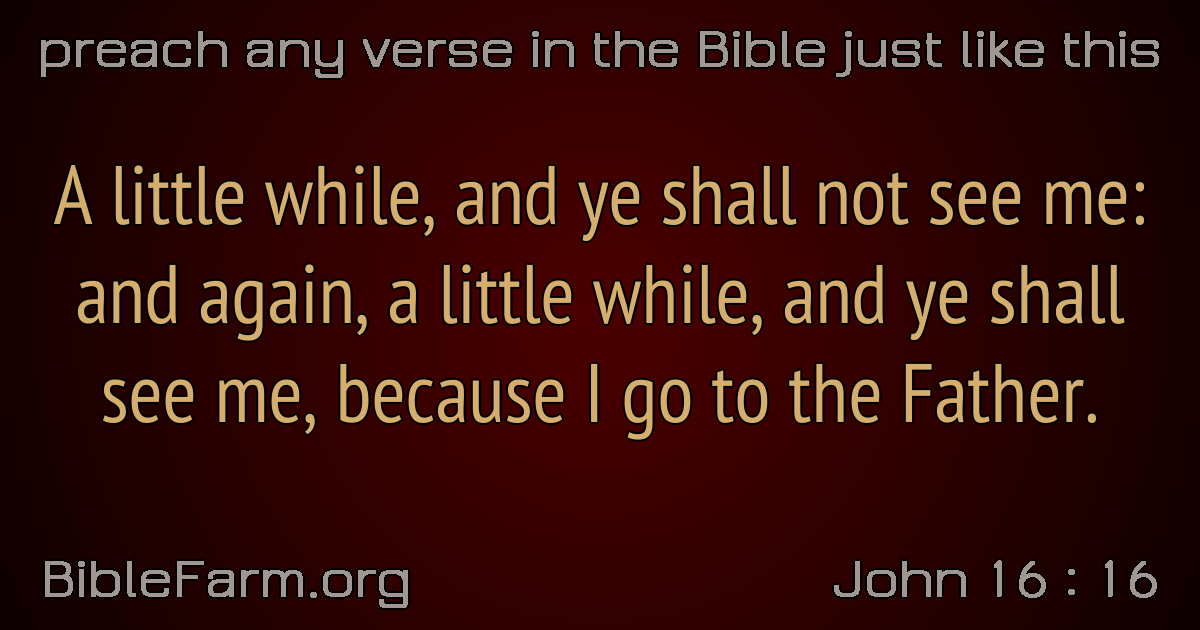 preach any verse in the Bible just like this
A little while, and ye shall not see me:
and again, a little while, and ye shall
see me, because I go to the Father.
BibleFarm.org
John 16 : 16